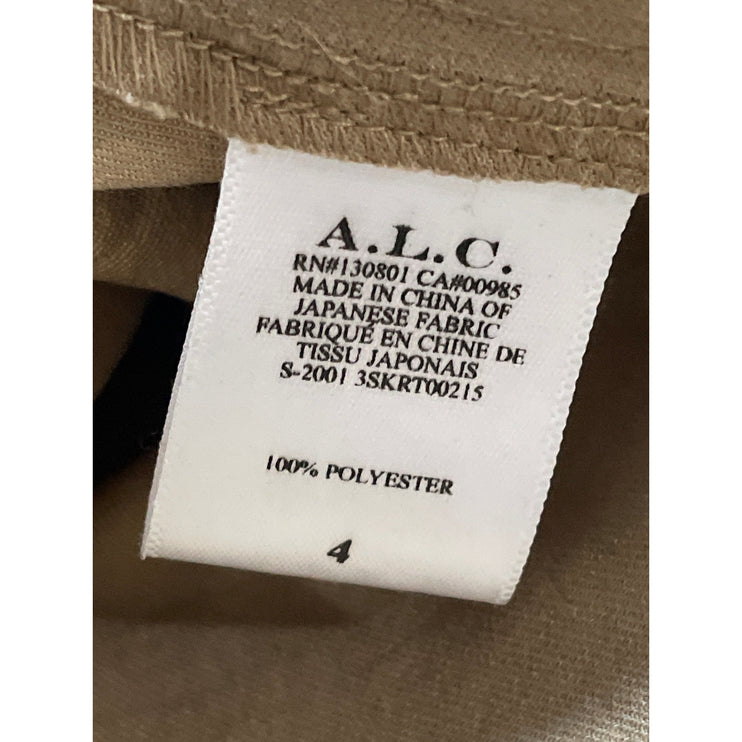 A.L.C.
RN#130801 CA#00985
MADE IN CHINA OF
JAPANESE FABRIC
FABRIQUÉ EN CHINE DE
TISSU JAPONAIS
S-2001 3SKRT00215
100% POLYESTER
4